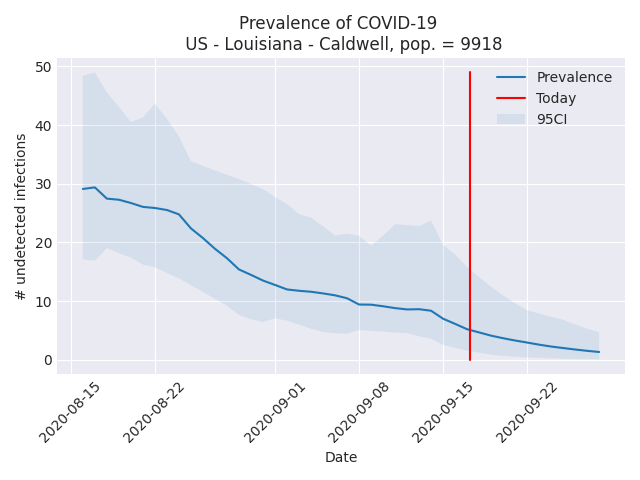 Prevalence of COVID-19
US - Louisiana - Caldwell, pop. = 9918
50
40
30
20
10
0
# undetected infections
Prevalence
Today
95CI
2020-08-15
2020-08-22
2020-09-01
2020-09-08
2020-09-15
2020-09-22
Date